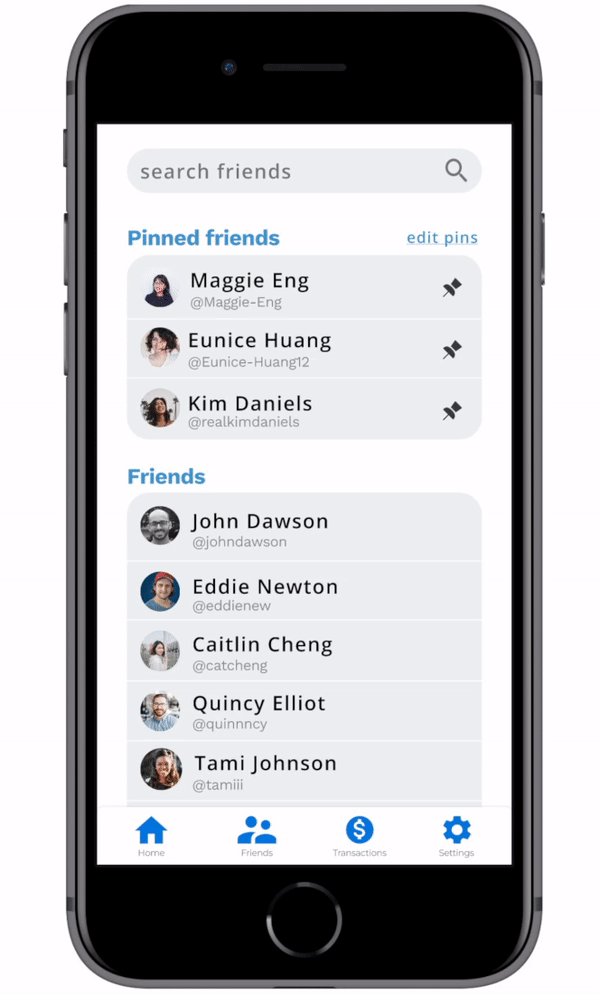 search friends
Pinned friends
edit pins
Maggie Eng
@Maggie-Eng
Eunice Huang
@Eunice-Huang12
Kim Daniels
@realkimdaniels
Friends
John Dawson
@johndawson
Eddie Newton
@eddienew
Caitlin Cheng
@catcheng
Quincy Elliot
@quinnncy
Tami Johnson
@tamiii
Home
Friends
Transactions
Settings